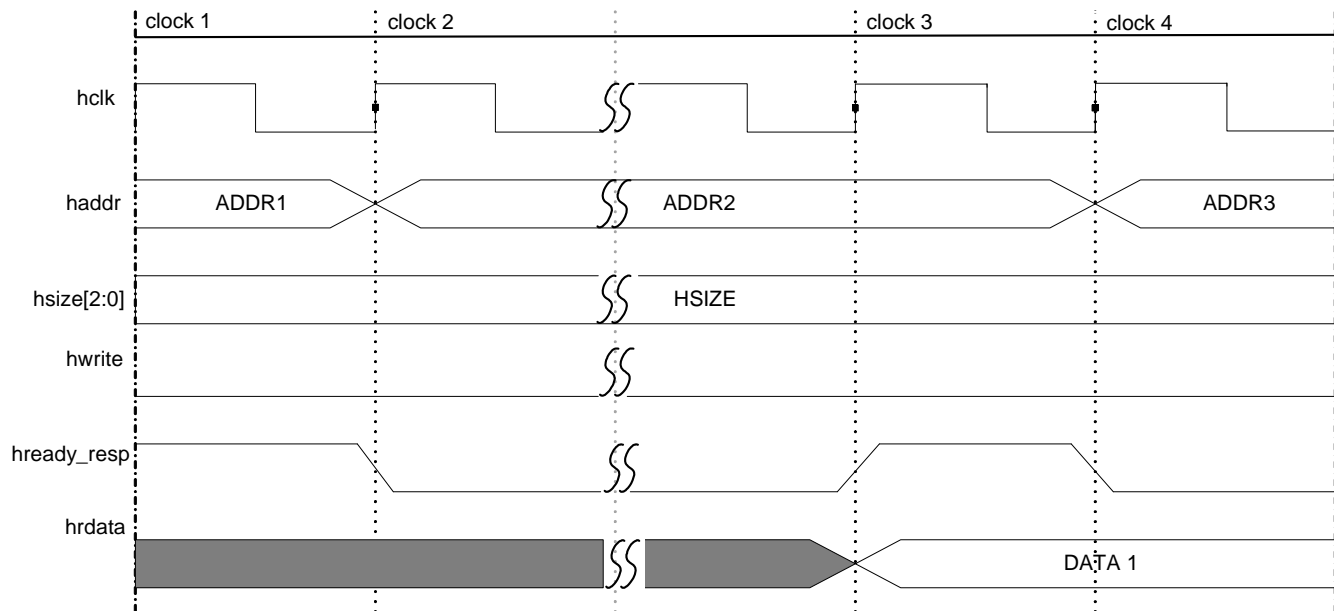 clock 1 clock 2 clock 3 clock 4
hclk
haddr ADDR1 ADDR2 ADDR3
hsize[2:0] HSIZE
hwrite
hready_resp
hrdata
DATA 1